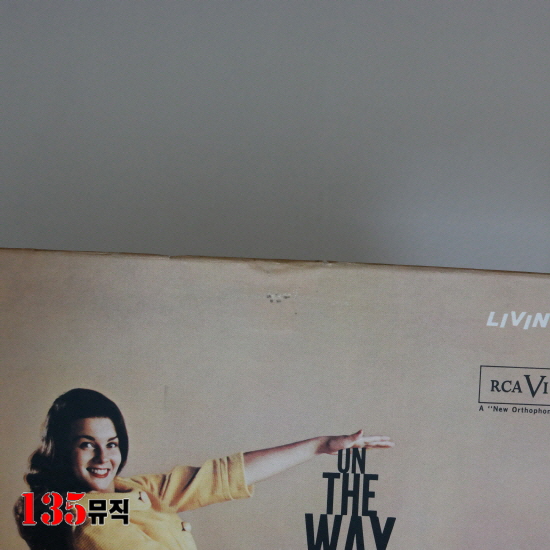 LIVIN
RCA VI
A "New Orthophon
ON
THE
WAY
135뮤직